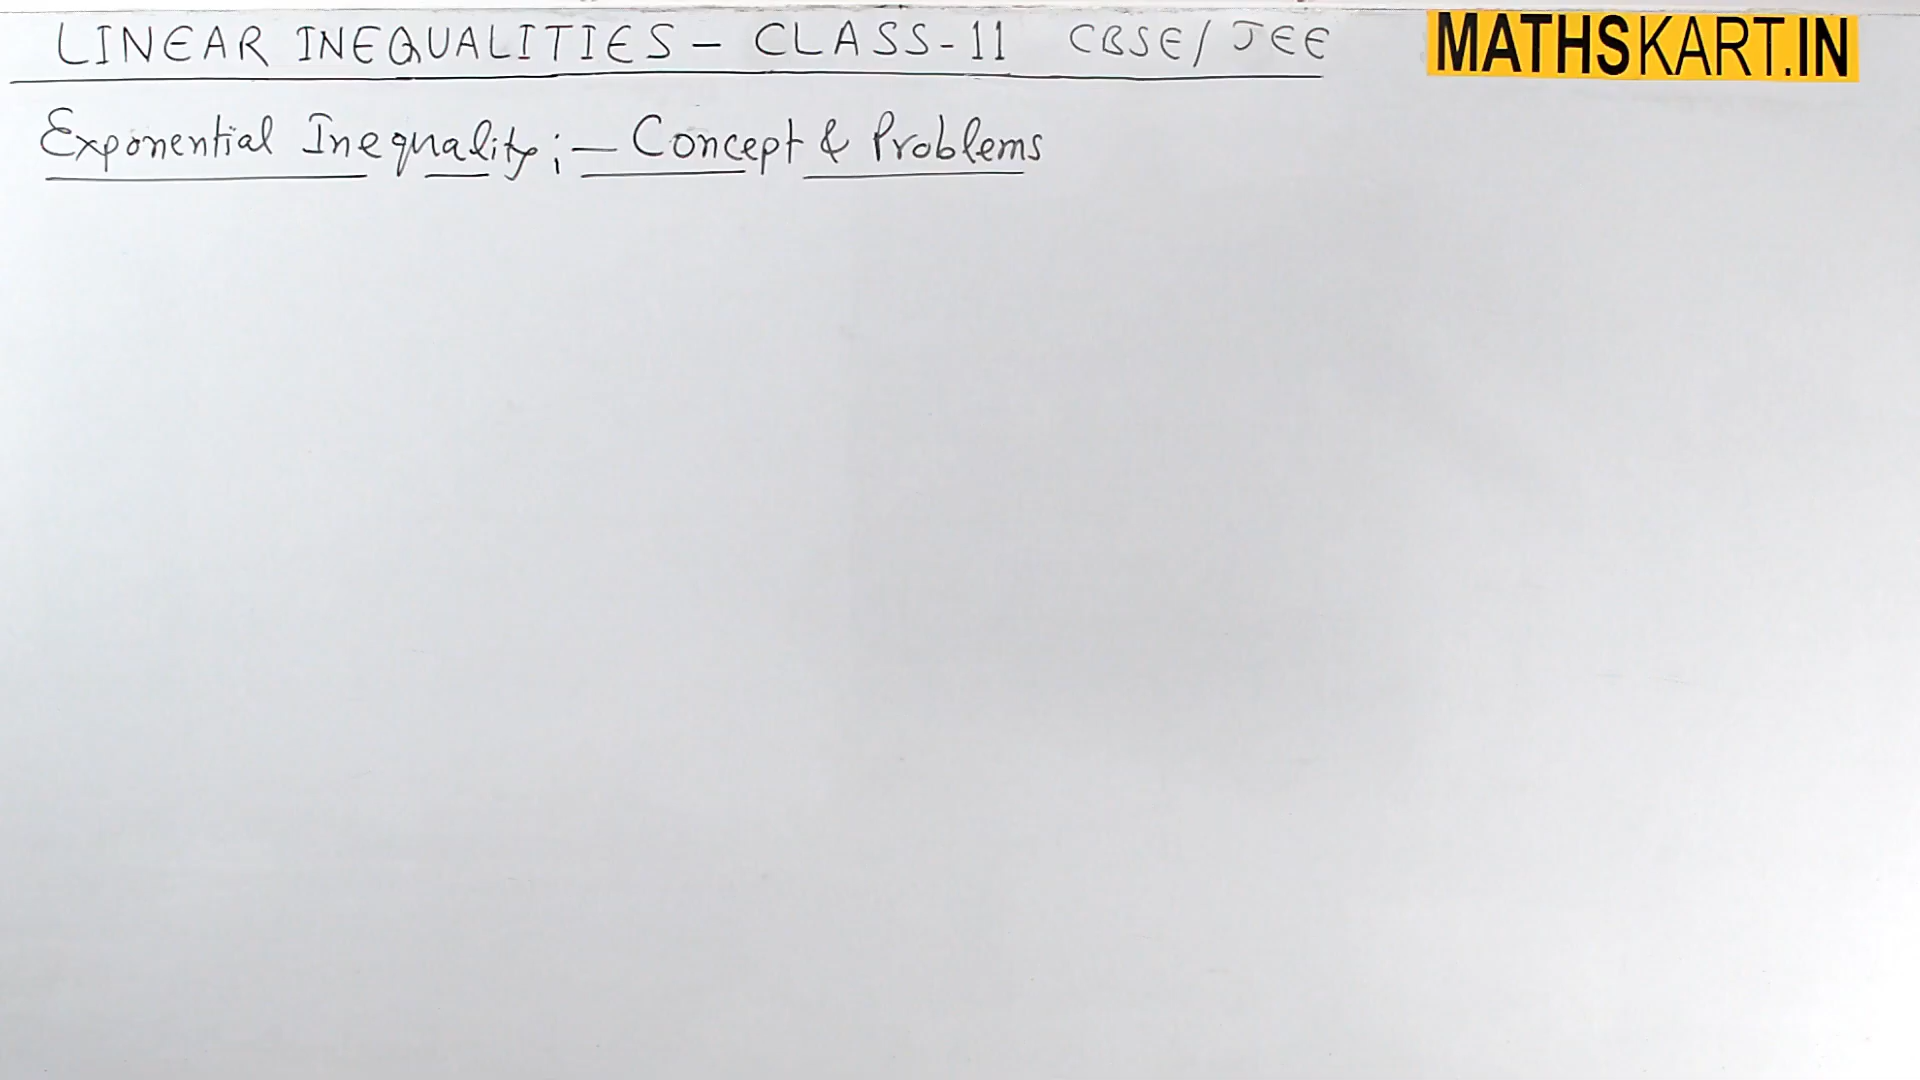 LINEAR INEQUALITIES - CLASS-11 CBSE/JEE
MATHSKART.IN
Exponential Inequality:- Concept & Problems